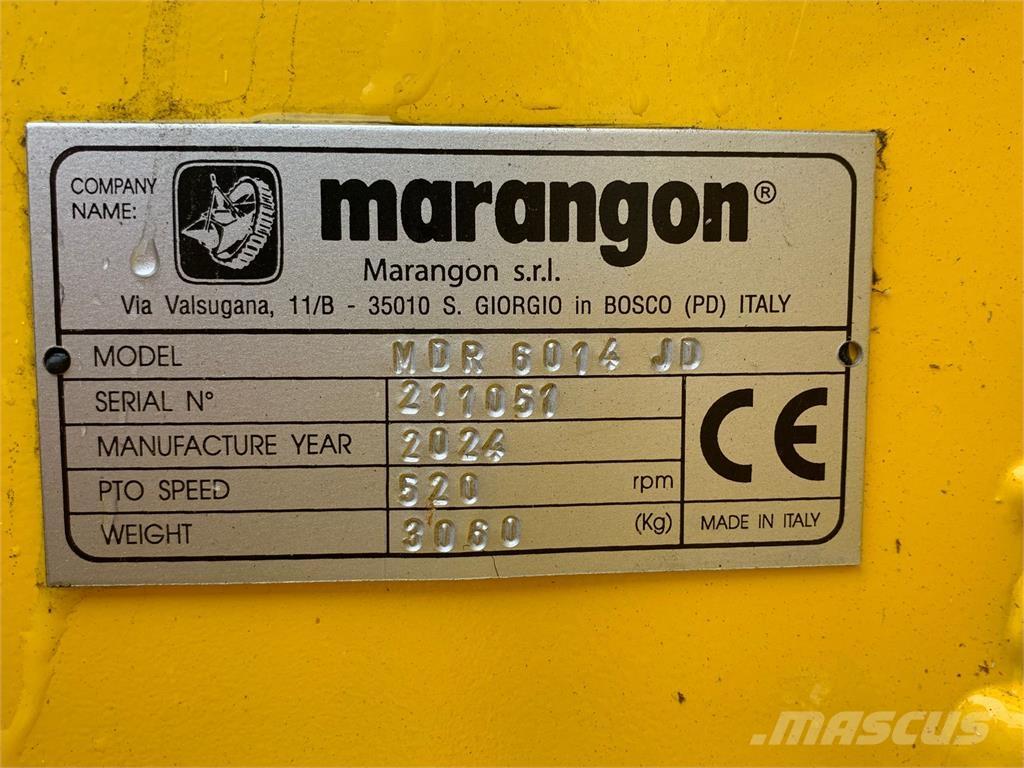 COMPANY
NAME:
marangon®
Marangon s.r.l.
Via Valsugana, 11/B - 35010 S. GIORGIO in BOSCO (PD) ITALY
MODEL MDR 6014 JD
SERIAL N° 211051
MANUFACTURE YEAR 2024
PTO SPEED 520 rpm
WEIGHT 3060 (Kg)
CE
MADE IN ITALY
MASCUS